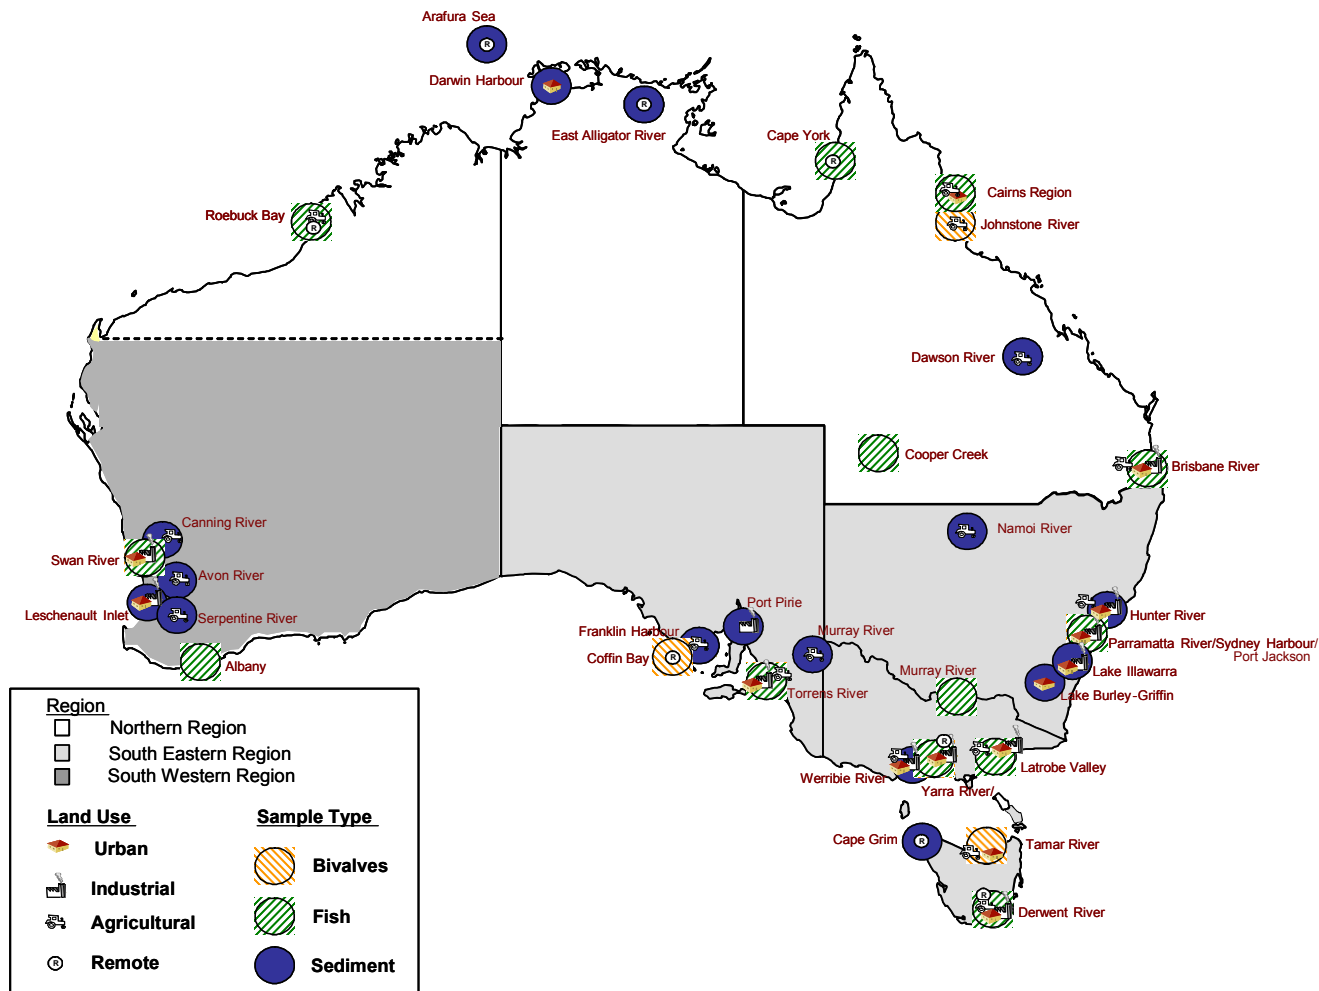 Arafura Sea
Darwin Harbour
East Alligator River
Cape York
Cairns Region
Roebuck Bay
Johnstone River
Dawson River
Cooper Creek
Brisbane River
Canning River
Namoi River
Swan River
Avon River
Leschenault Inlet
Serpentine River
Port Pirie
Hunter River
Franklin Harbour
Murray River
Parramatta River/Sydney Harbour/
Port Jackson
Coffin Bay
Albany
Murray River
Lake Illawarra
Torrens River
Lake Burley-Griffin
Werribie River
Latrobe Valley
Yarra River/
Cape Grim
Tamar River
Derwent River
Region
Northern Region
South Eastern Region
South Western Region
Land Use
Urban
Industrial
Agricultural
R Remote
Sample Type
Bivalves
Fish
Sediment
R
R
R
R
R
R
R
R